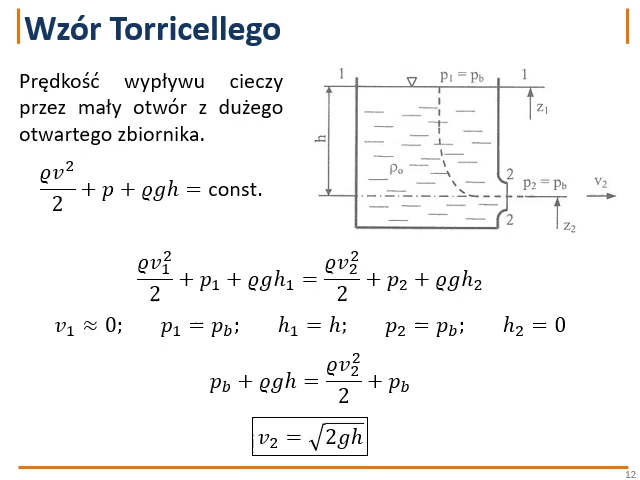 Wzór Torricellego
Prędkość wypływu cieczy
przez mały otwór z dużego
otwartego zbiornika.
ϱv²/2 + p + ϱgh = const.
1 p₁ = p_b 1
z₁
h
ρₒ
2 p₂ = p_b v₂
2 z₂
ϱv₁²/2 + p₁ + ϱgh₁ = ϱv₂²/2 + p₂ + ϱgh₂
v₁ ≈ 0; p₁ = p_b; h₁ = h; p₂ = p_b; h₂ = 0
p_b + ϱgh = ϱv₂²/2 + p_b
v₂ = √2gh
12